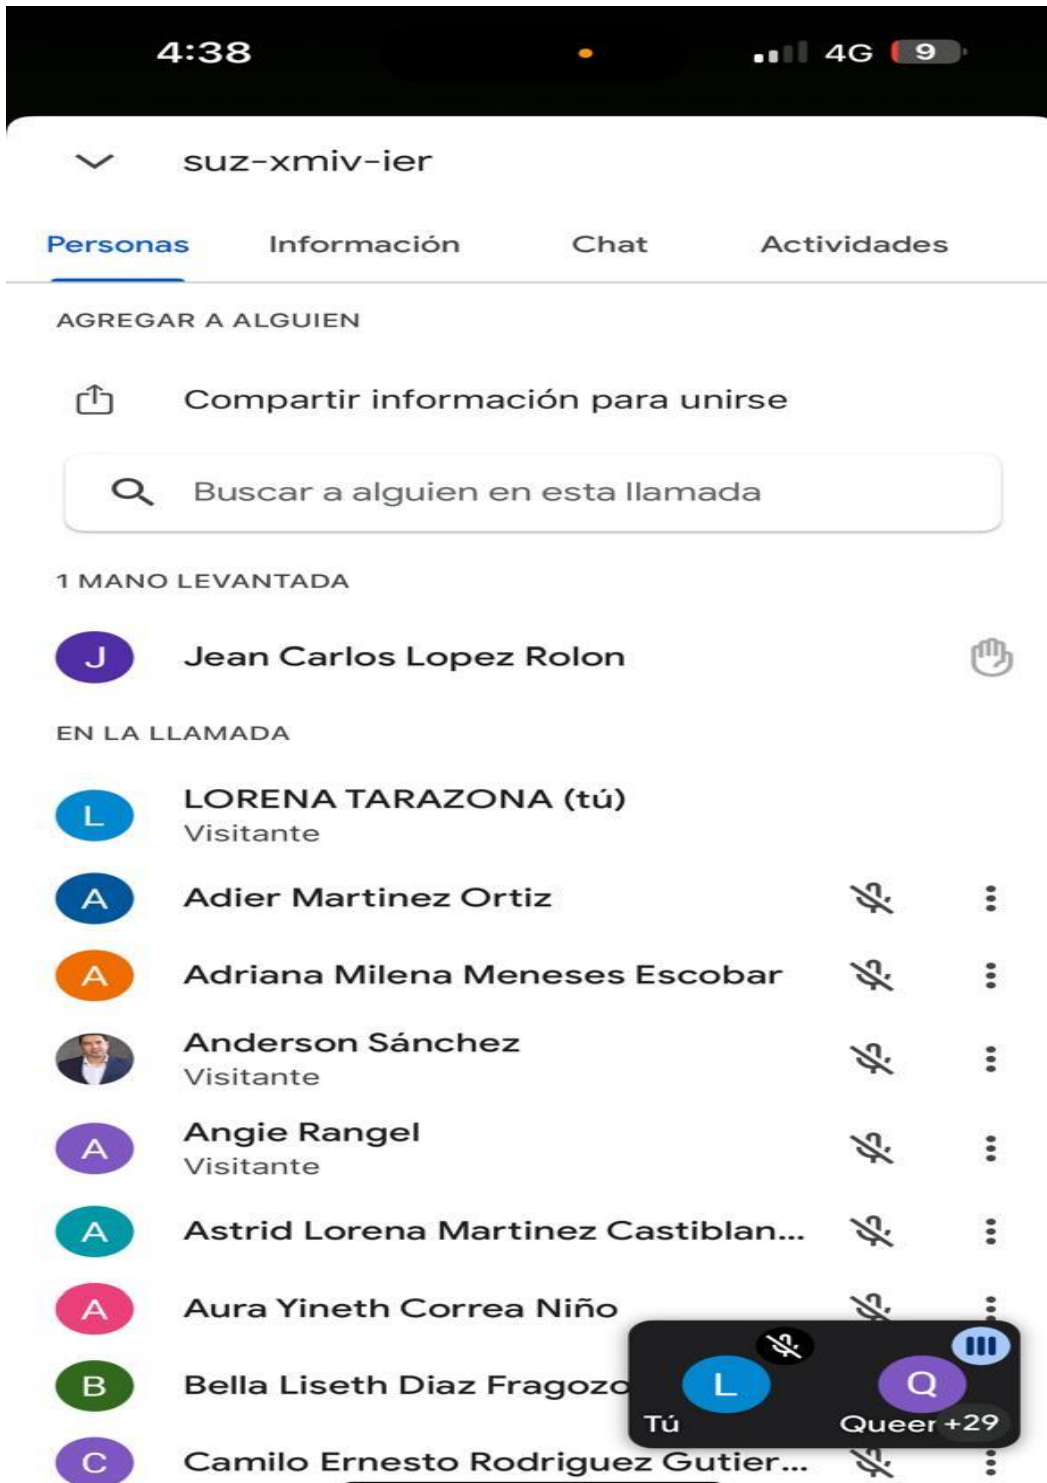 4:38
4G 9
suz-xmiv-ier
Personas Información Chat Actividades
AGREGAR A ALGUIEN
Compartir información para unirse
Buscar a alguien en esta llamada
1 MANO LEVANTADA
J Jean Carlos Lopez Rolon
EN LA LLAMADA
L LORENA TARAZONA (tú)
Visitante
A Adier Martinez Ortiz
A Adriana Milena Meneses Escobar
Anderson Sánchez
Visitante
A Angie Rangel
Visitante
A Astrid Lorena Martinez Castiblan...
A Aura Yineth Correa Niño
B Bella Liseth Diaz Fragozo
L Q
Tú Queer +29
C Camilo Ernesto Rodriguez Gutier...